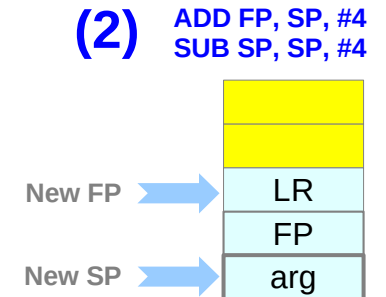 (2)
ADD FP, SP, #4
SUB SP, SP, #4
New FP
LR
FP
New SP
arg